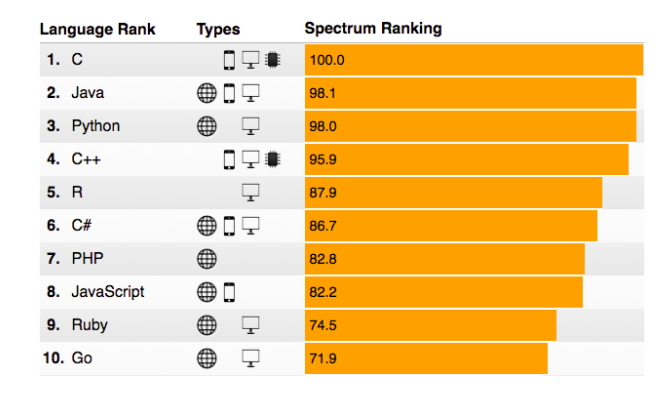 Language Rank Types Spectrum Ranking
1. C 100.0
2. Java 98.1
3. Python 98.0
4. C++ 95.9
5. R 87.9
6. C# 86.7
7. PHP 82.8
8. JavaScript 82.2
9. Ruby 74.5
10. Go 71.9